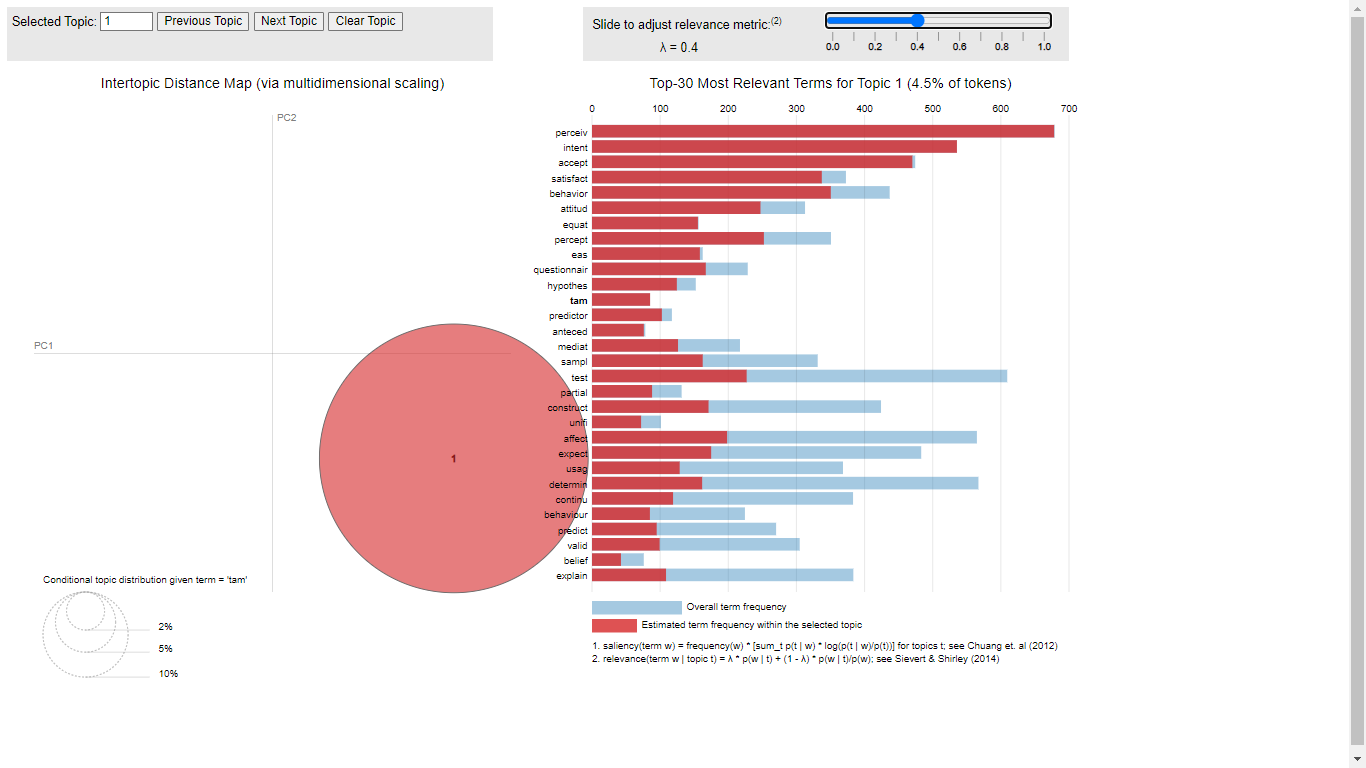 Selected Topic: 1 Previous Topic Next Topic Clear Topic
Slide to adjust relevance metric:(2)
λ = 0.4
0.0 0.2 0.4 0.6 0.8 1.0
Intertopic Distance Map (via multidimensional scaling)
PC2
PC1
1
Conditional topic distribution given term = 'tam'
2%
5%
10%
Top-30 Most Relevant Terms for Topic 1 (4.5% of tokens)
0 100 200 300 400 500 600 700
perceiv
intent
accept
satisfact
behavior
attitud
equat
percept
eas
questionnair
hypothes
tam
predictor
anteced
mediat
sampl
test
partial
construct
unifi
affect
expect
usag
determin
continu
behaviour
predict
valid
belief
explain
Overall term frequency
Estimated term frequency within the selected topic
1. saliency(term w) = frequency(w) * [sum_t p(t | w) * log(p(t | w)/p(t))] for topics t; see Chuang et. al (2012)
2. relevance(term w | topic t) = λ * p(w | t) + (1 - λ) * p(w | t)/p(w); see Sievert & Shirley (2014)